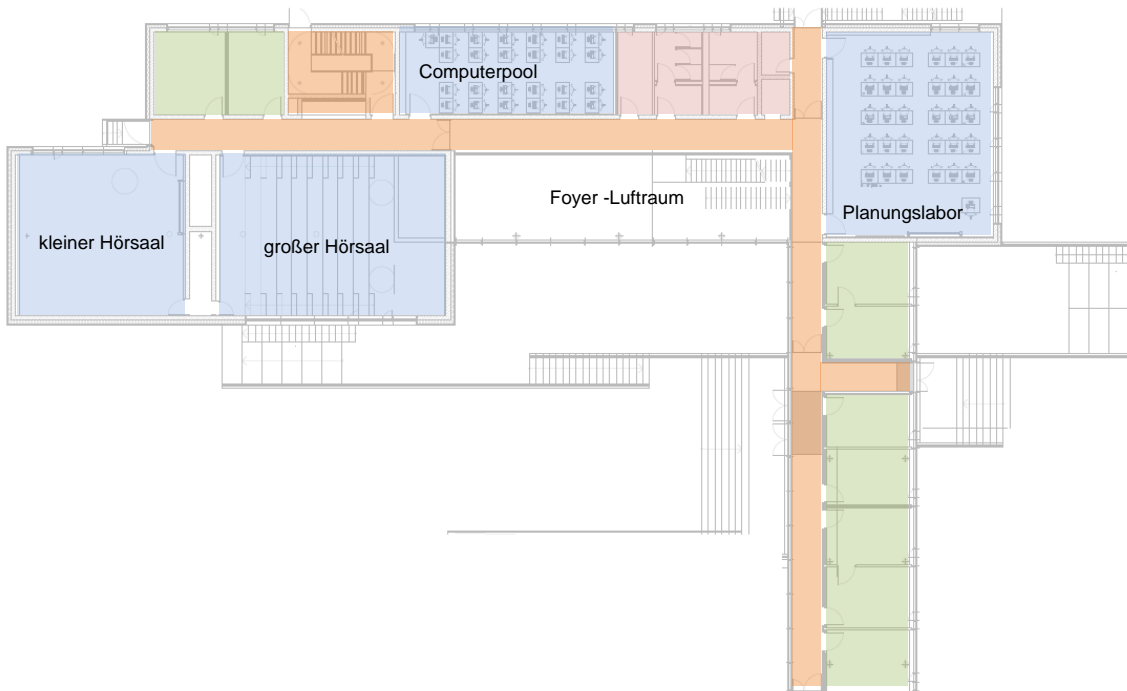 Computerpool
Foyer -Luftraum
Planungslabor
kleiner Hörsaal
großer Hörsaal